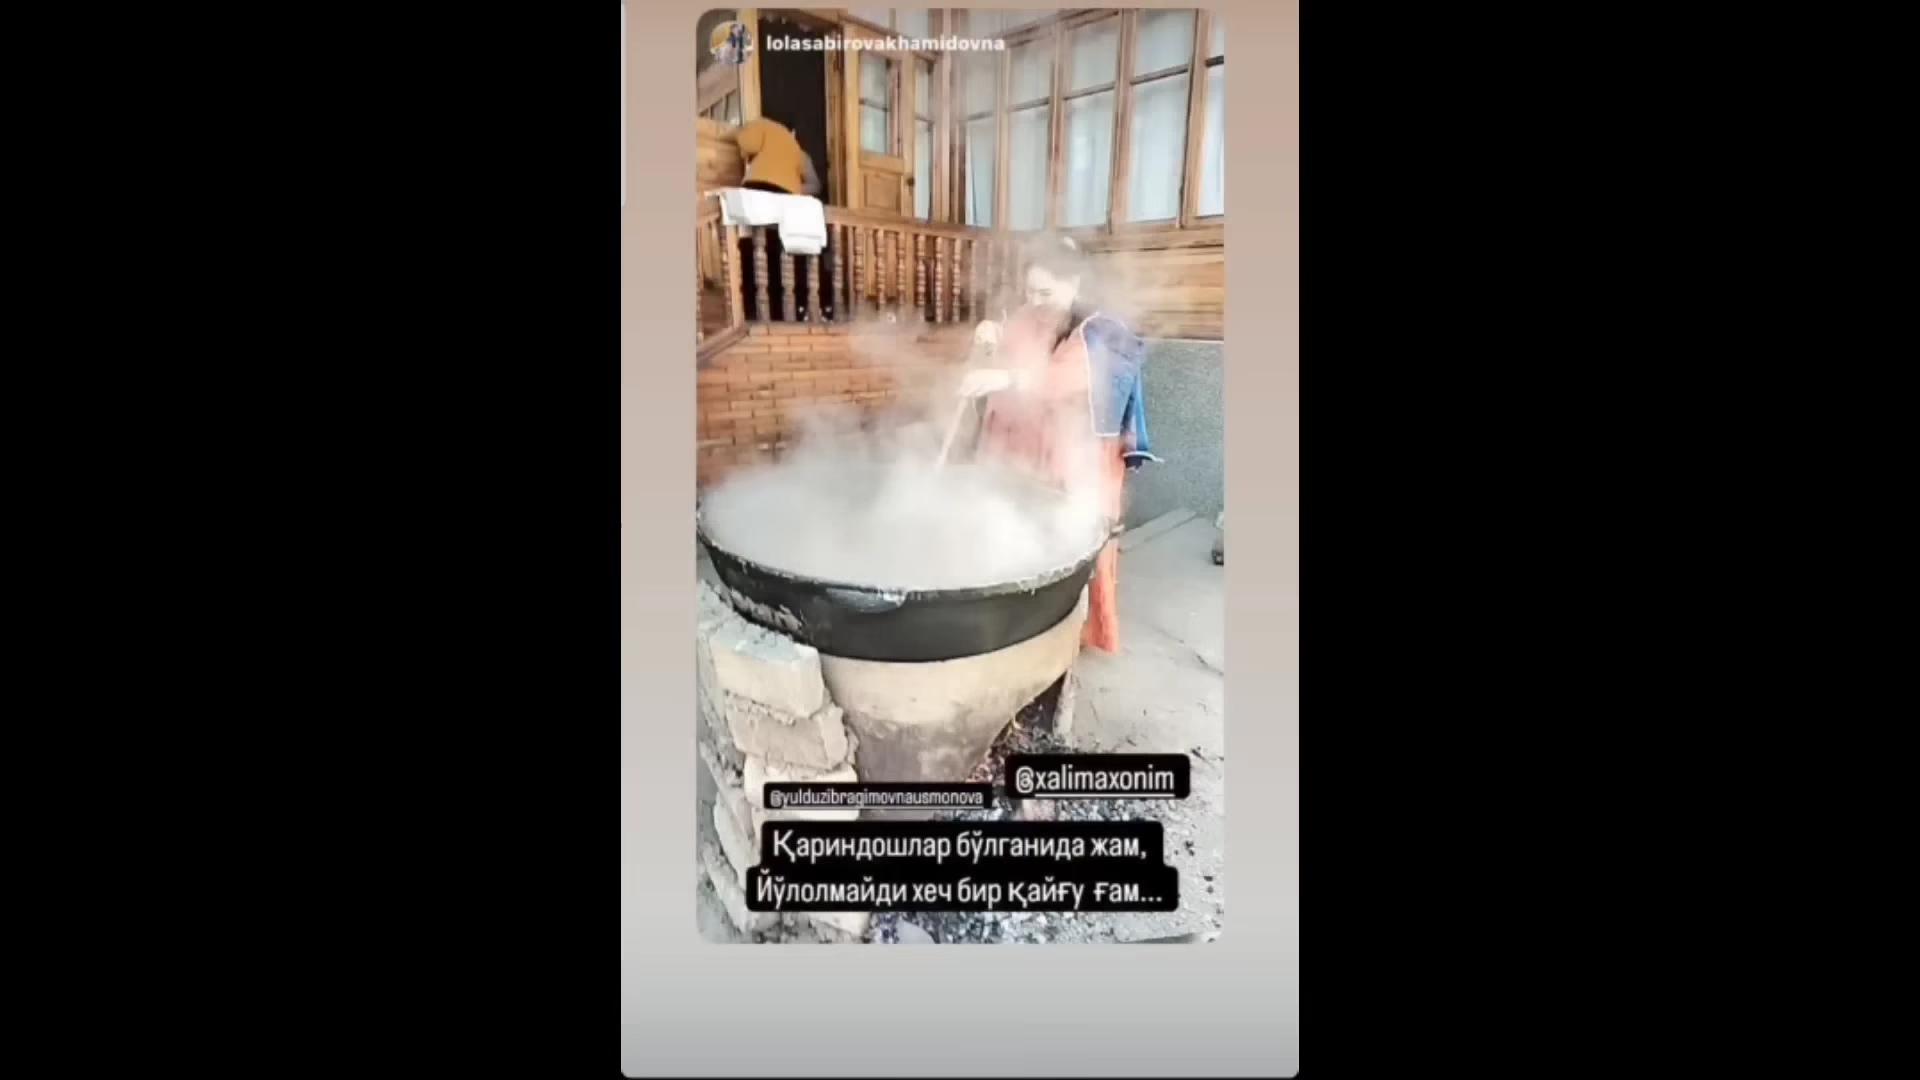 lolasabirovakhamidovna
@xalimaxonim
@yulduzibragimovnausmonova
Қариндошлар бўлганида жам,
Йўлолмайди хеч бир қайғу ғам...